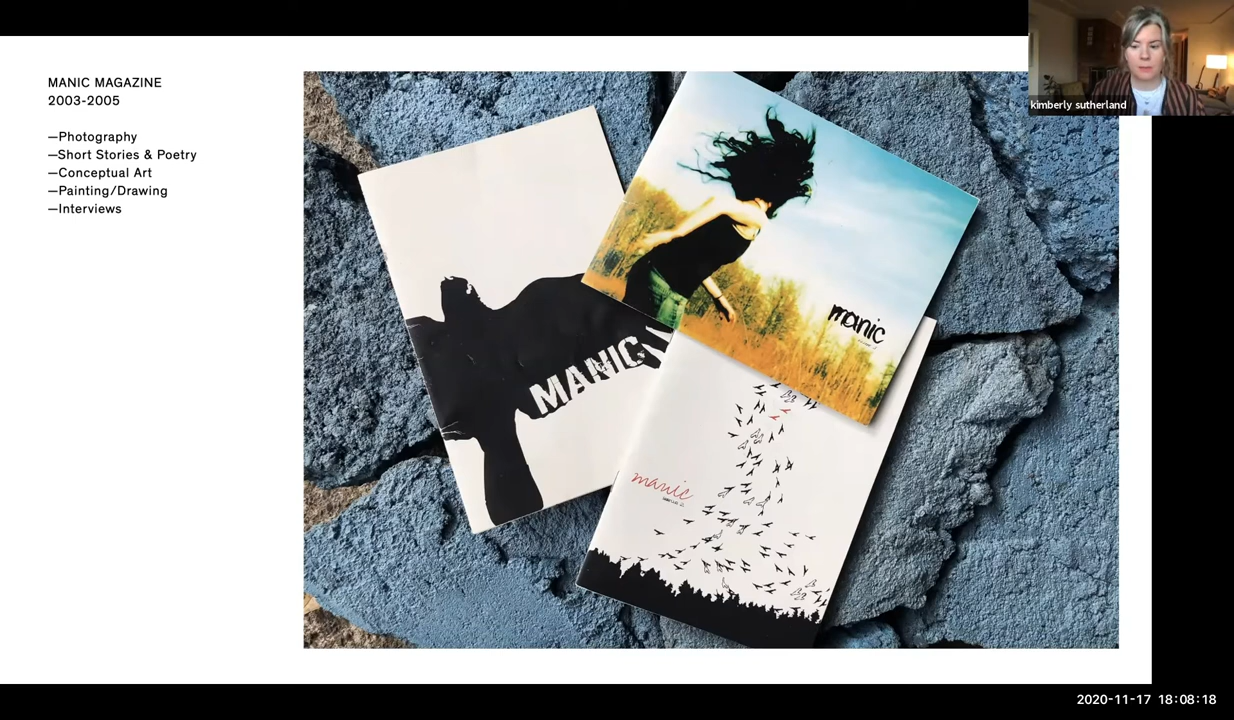 MANIC MAGAZINE
2003-2005
—Photography
—Short Stories & Poetry
—Conceptual Art
—Painting/Drawing
—Interviews
kimberly sutherland
manic
MANIC
manic
2020-11-17 18:08:18